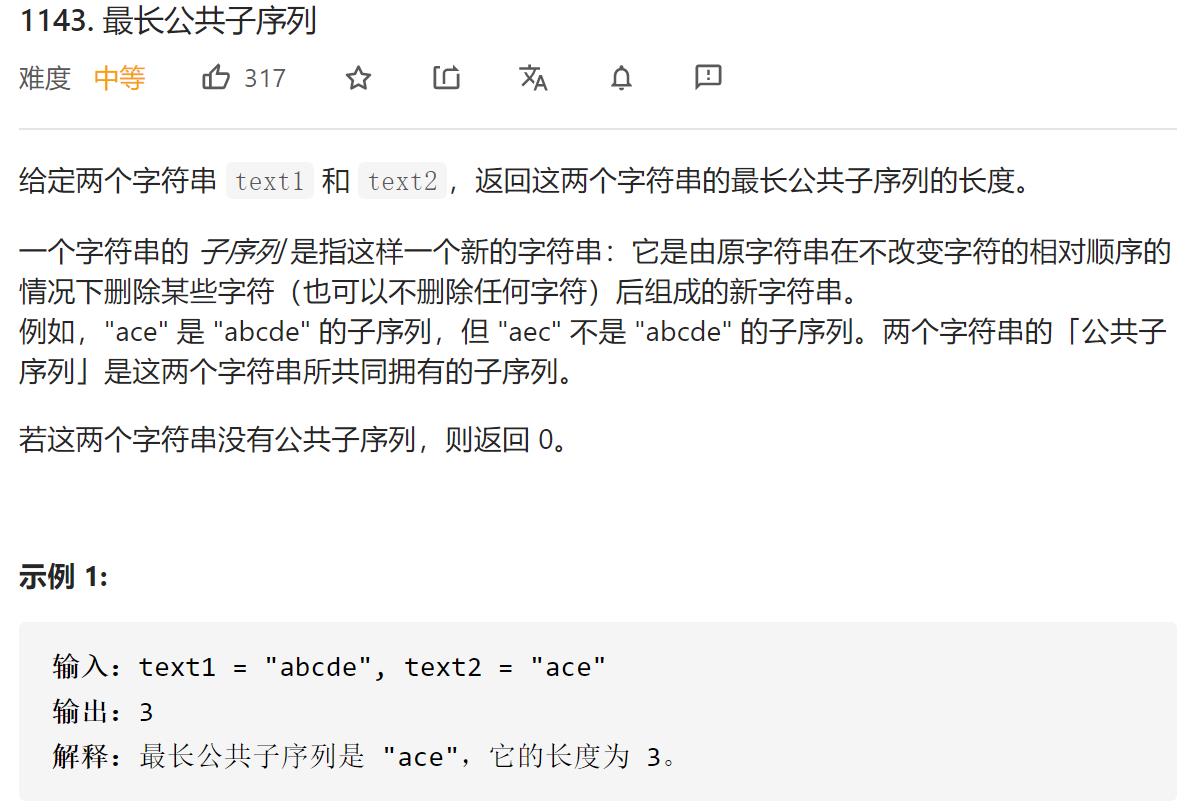 1143. 最长公共子序列
难度 中等 317
给定两个字符串 text1 和 text2，返回这两个字符串的最长公共子序列的长度。
一个字符串的 子序列 是指这样一个新的字符串：它是由原字符串在不改变字符的相对顺序的
情况下删除某些字符（也可以不删除任何字符）后组成的新字符串。
例如，"ace" 是 "abcde" 的子序列，但 "aec" 不是 "abcde" 的子序列。两个字符串的「公共子
序列」是这两个字符串所共同拥有的子序列。
若这两个字符串没有公共子序列，则返回 0。
示例 1:
输入：text1 = "abcde", text2 = "ace"
输出：3
解释：最长公共子序列是 "ace"，它的长度为 3。